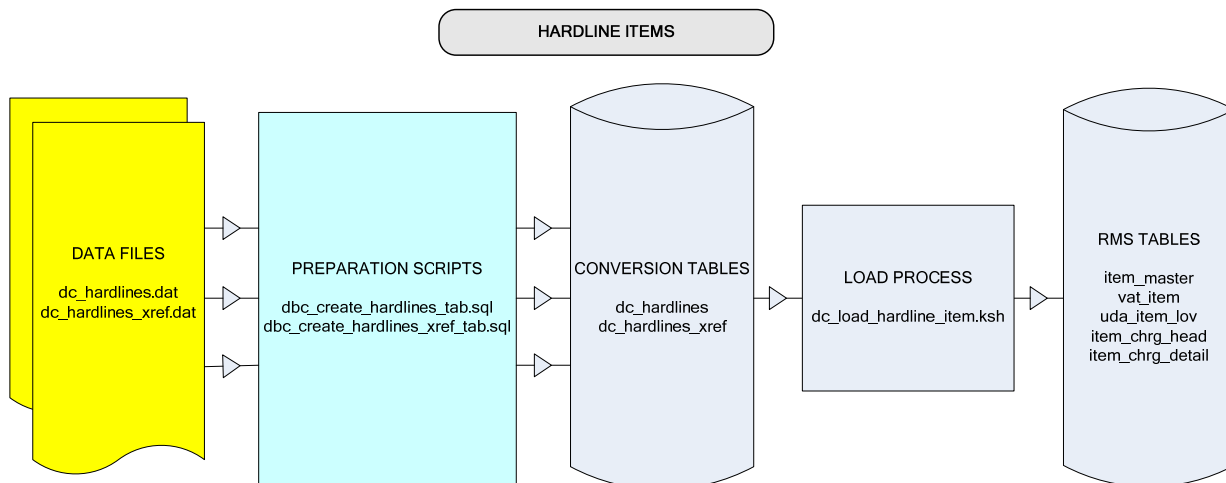 HARDLINE ITEMS
DATA FILES
dc_hardlines.dat
dc_hardlines_xref.dat
PREPARATION SCRIPTS
dbc_create_hardlines_tab.sql
dbc_create_hardlines_xref_tab.sql
CONVERSION TABLES
dc_hardlines
dc_hardlines_xref
LOAD PROCESS
dc_load_hardline_item.ksh
RMS TABLES
item_master
vat_item
uda_item_lov
item_chrg_head
item_chrg_detail